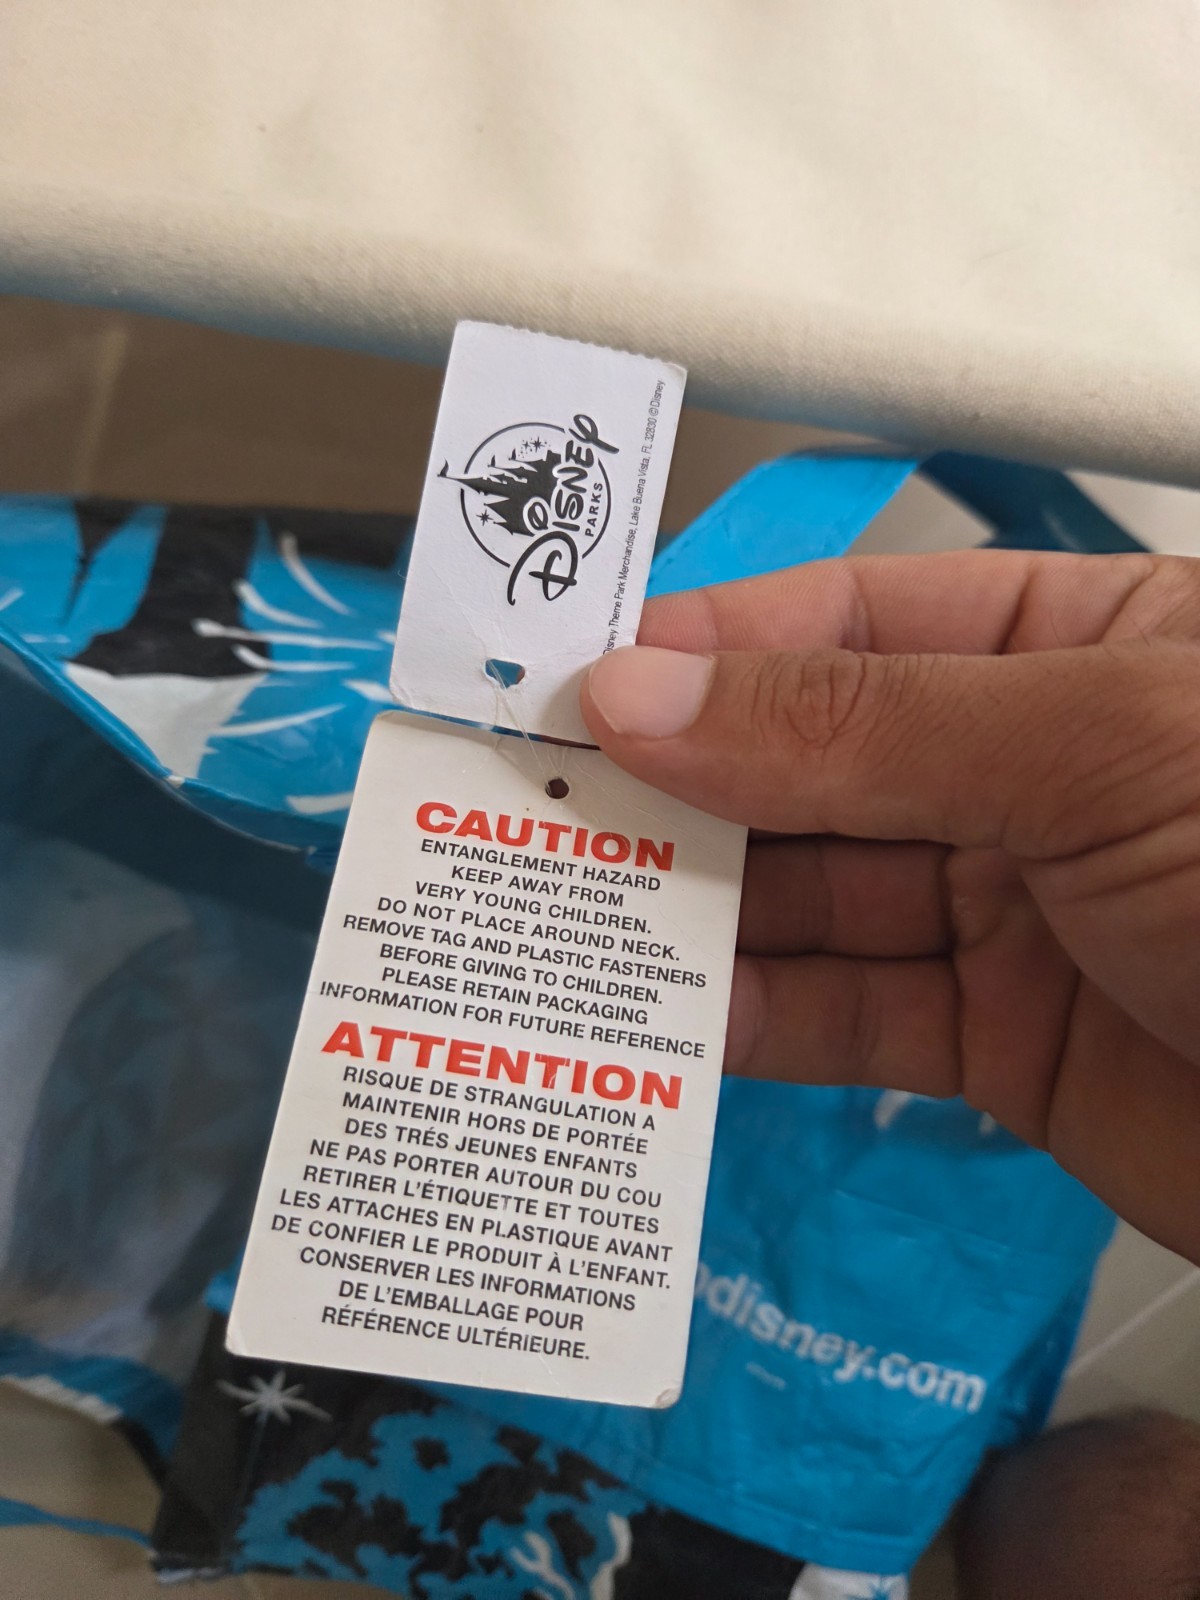 Disney
PARKS
Disney Theme Park Merchandise, Lake Buena Vista, FL 32830 © Disney
CAUTION
ENTANGLEMENT HAZARD
KEEP AWAY FROM
VERY YOUNG CHILDREN.
DO NOT PLACE AROUND NECK.
REMOVE TAG AND PLASTIC FASTENERS
BEFORE GIVING TO CHILDREN.
PLEASE RETAIN PACKAGING
INFORMATION FOR FUTURE REFERENCE
ATTENTION
RISQUE DE STRANGULATION A
MAINTENIR HORS DE PORTÉE
DES TRÉS JEUNES ENFANTS
NE PAS PORTER AUTOUR DU COU
RETIRER L'ÉTIQUETTE ET TOUTES
LES ATTACHES EN PLASTIQUE AVANT
DE CONFIER LE PRODUIT À L'ENFANT.
CONSERVER LES INFORMATIONS
DE L'EMBALLAGE POUR
RÉFÉRENCE ULTÉRIEURE.
disney.com